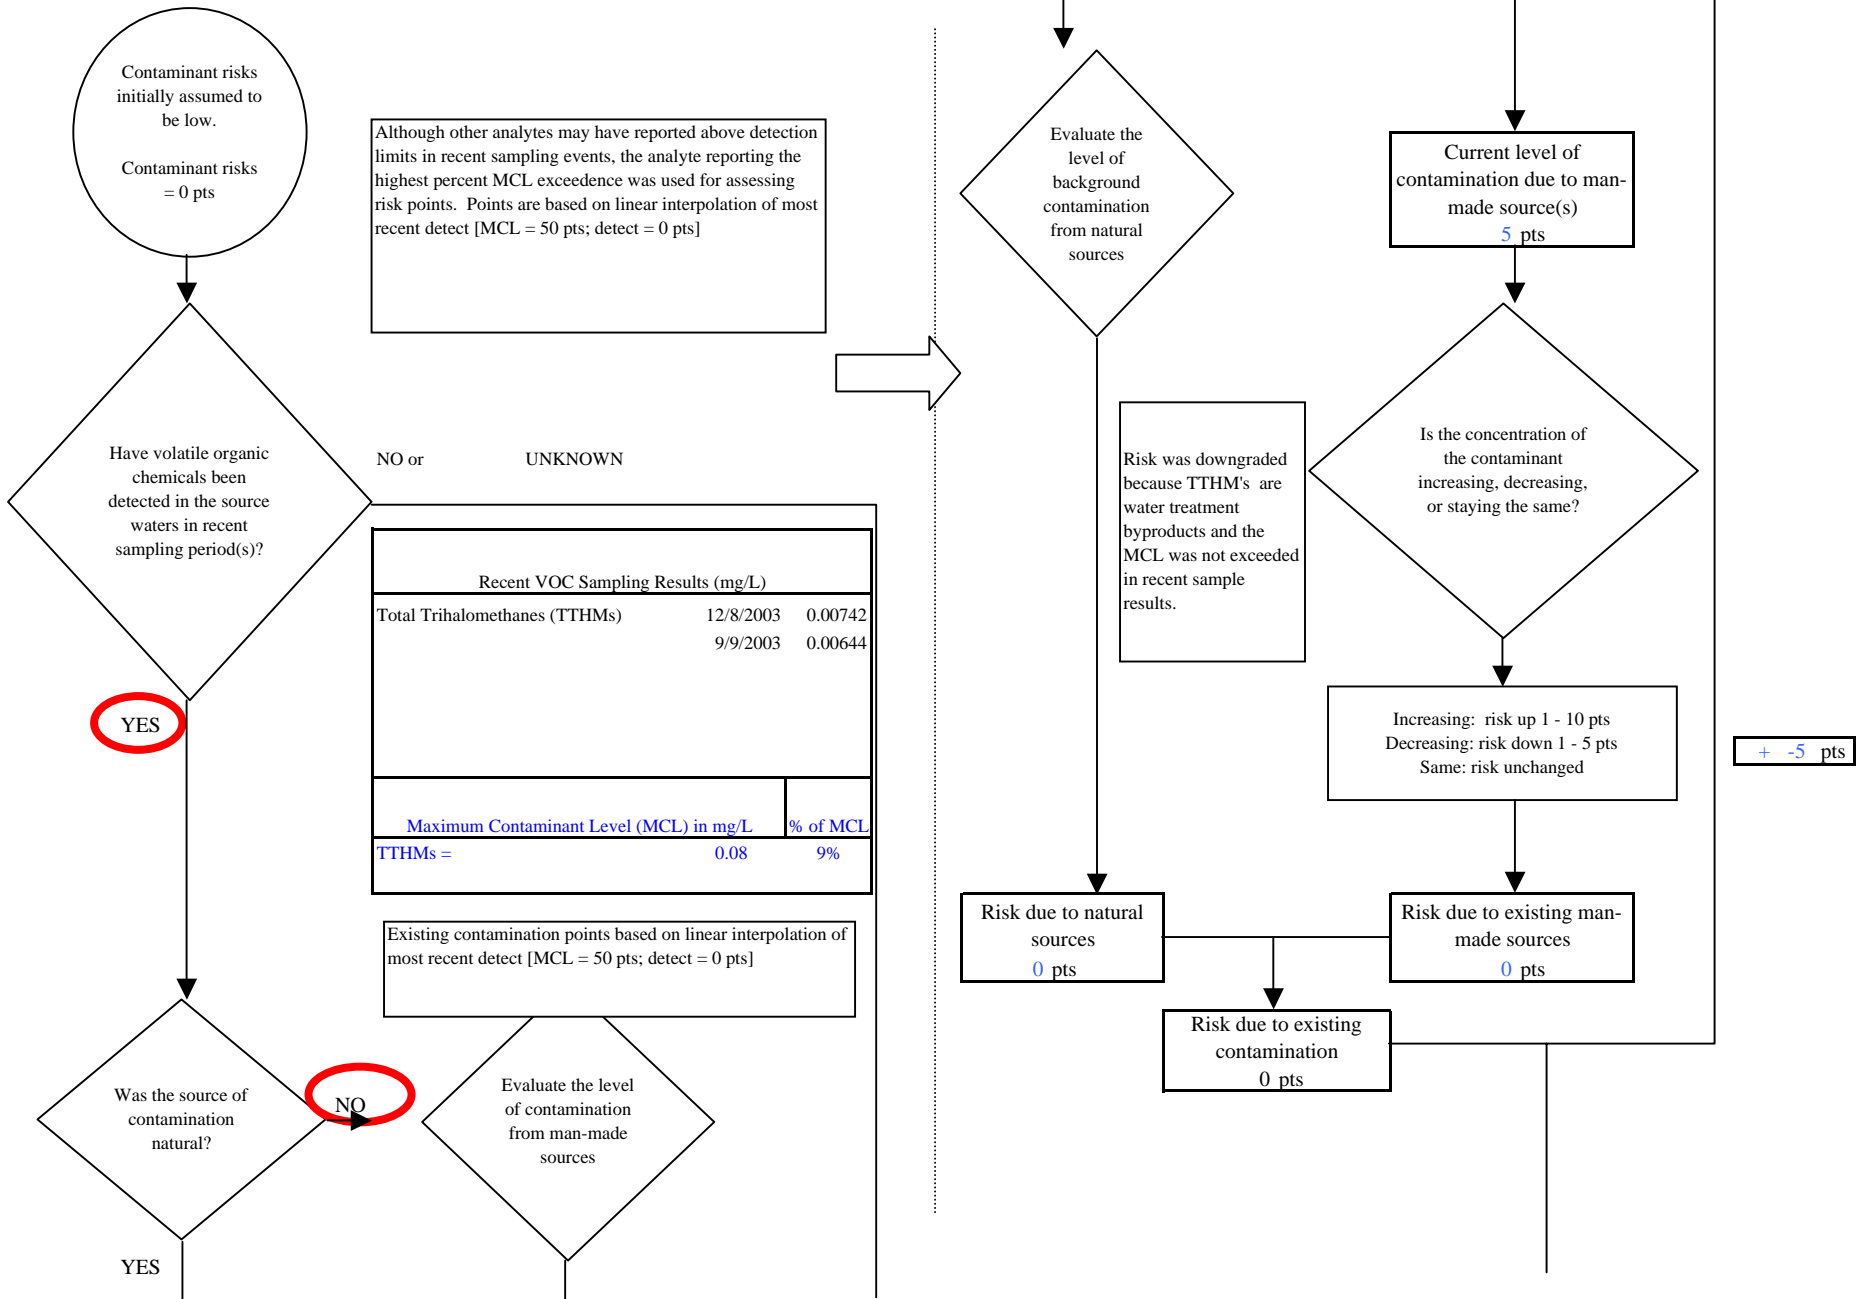 Contaminant risks
initially assumed to
be low.
Contaminant risks
= 0 pts
Although other analytes may have reported above detection
limits in recent sampling events, the analyte reporting the
highest percent MCL exceedence was used for assessing
risk points.  Points are based on linear interpolation of most
recent detect [MCL = 50 pts; detect = 0 pts]
Have volatile organic
chemicals been
detected in the source
waters in recent
sampling period(s)?
NO or UNKNOWN
Recent VOC Sampling Results (mg/L)
Total Trihalomethanes (TTHMs) 12/8/2003 0.00742
9/9/2003 0.00644
YES
Maximum Contaminant Level (MCL) in mg/L % of MCL
TTHMs = 0.08 9%
Existing contamination points based on linear interpolation of
most recent detect [MCL = 50 pts; detect = 0 pts]
Was the source of
contamination
natural?
NO
Evaluate the level
of contamination
from man-made
sources
YES
Evaluate the
level of
background
contamination
from natural
sources
Current level of
contamination due to man-
made source(s)
5 pts
Risk was downgraded
because TTHM's  are
water treatment
byproducts and the
MCL was not exceeded
in recent sample
results.
Is the concentration of
the contaminant
increasing, decreasing,
or staying the same?
Increasing:  risk up 1 - 10 pts
Decreasing: risk down 1 - 5 pts
Same: risk unchanged
+ -5 pts
Risk due to natural
sources
0 pts
Risk due to existing man-
made sources
0 pts
Risk due to existing
contamination
0 pts